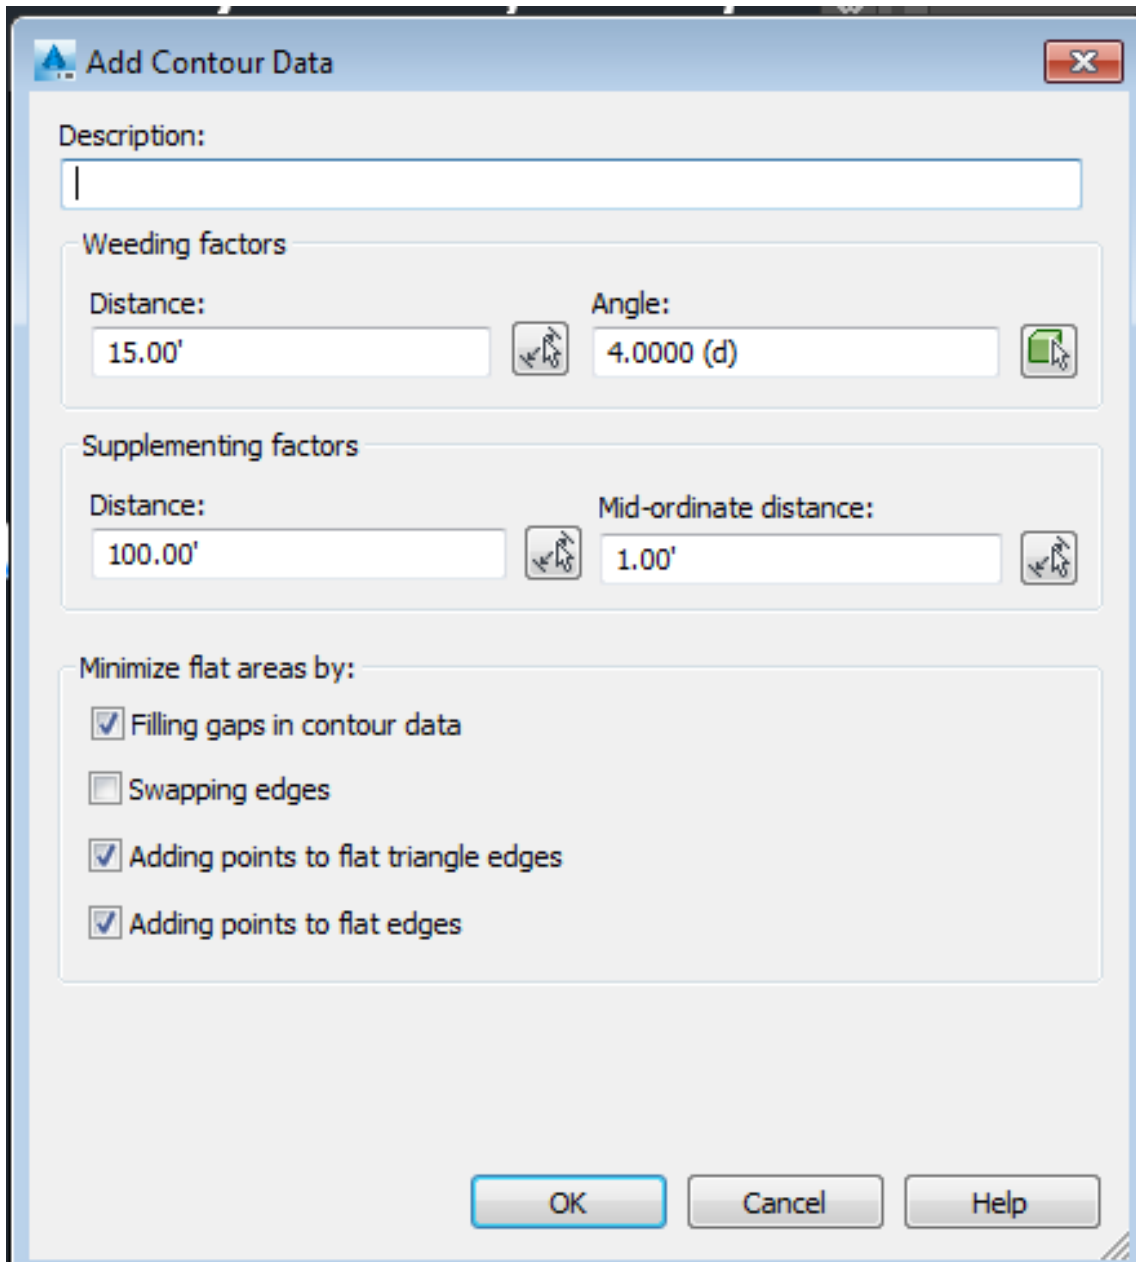 Add Contour Data
Description:
Weeding factors
Distance: Angle:
15.00' 4.0000 (d)
Supplementing factors
Distance: Mid-ordinate distance:
100.00' 1.00'
Minimize flat areas by:
Filling gaps in contour data
Swapping edges
Adding points to flat triangle edges
Adding points to flat edges
OK Cancel Help